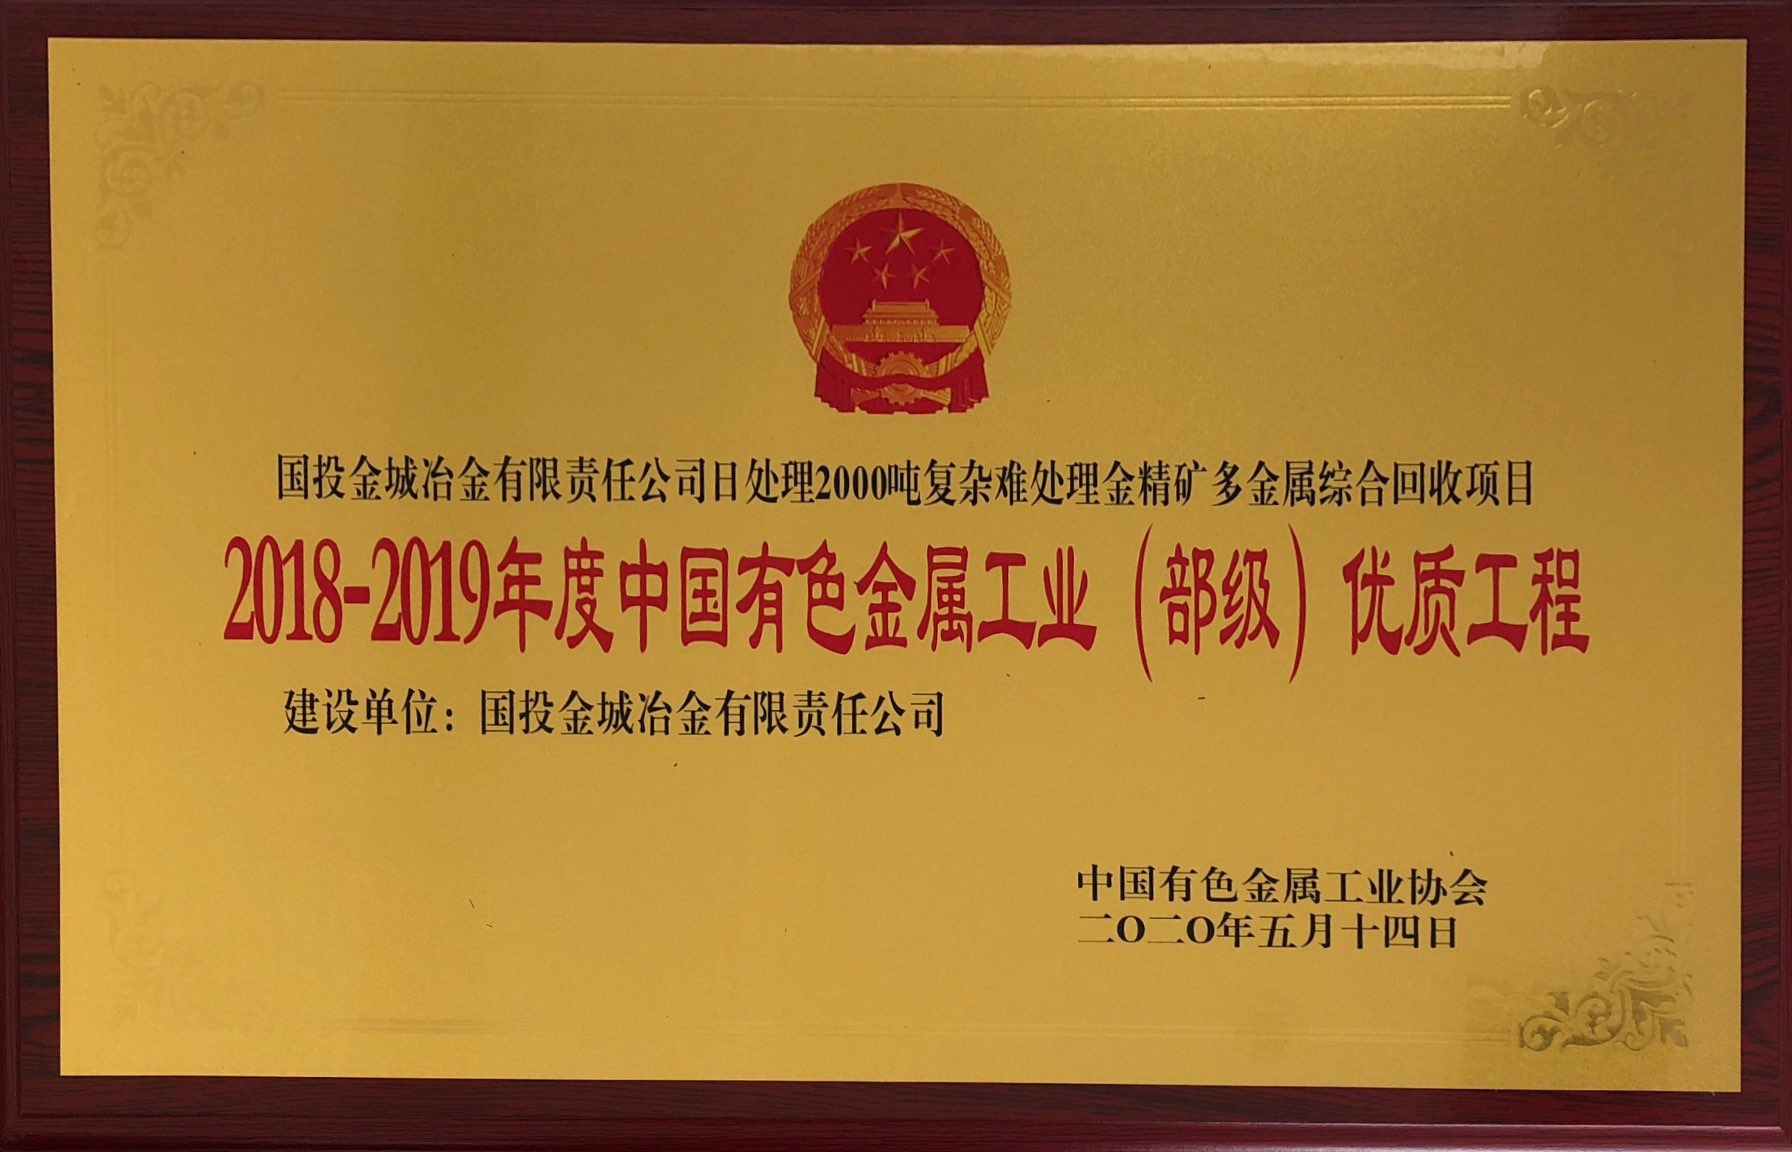 国投金城冶金有限责任公司日处理2000吨复杂难处理金精矿多金属综合回收项目
2018-2019年度中国有色金属工业（部级）优质工程
建设单位：国投金城冶金有限责任公司
中国有色金属工业协会
二〇二〇年五月十四日